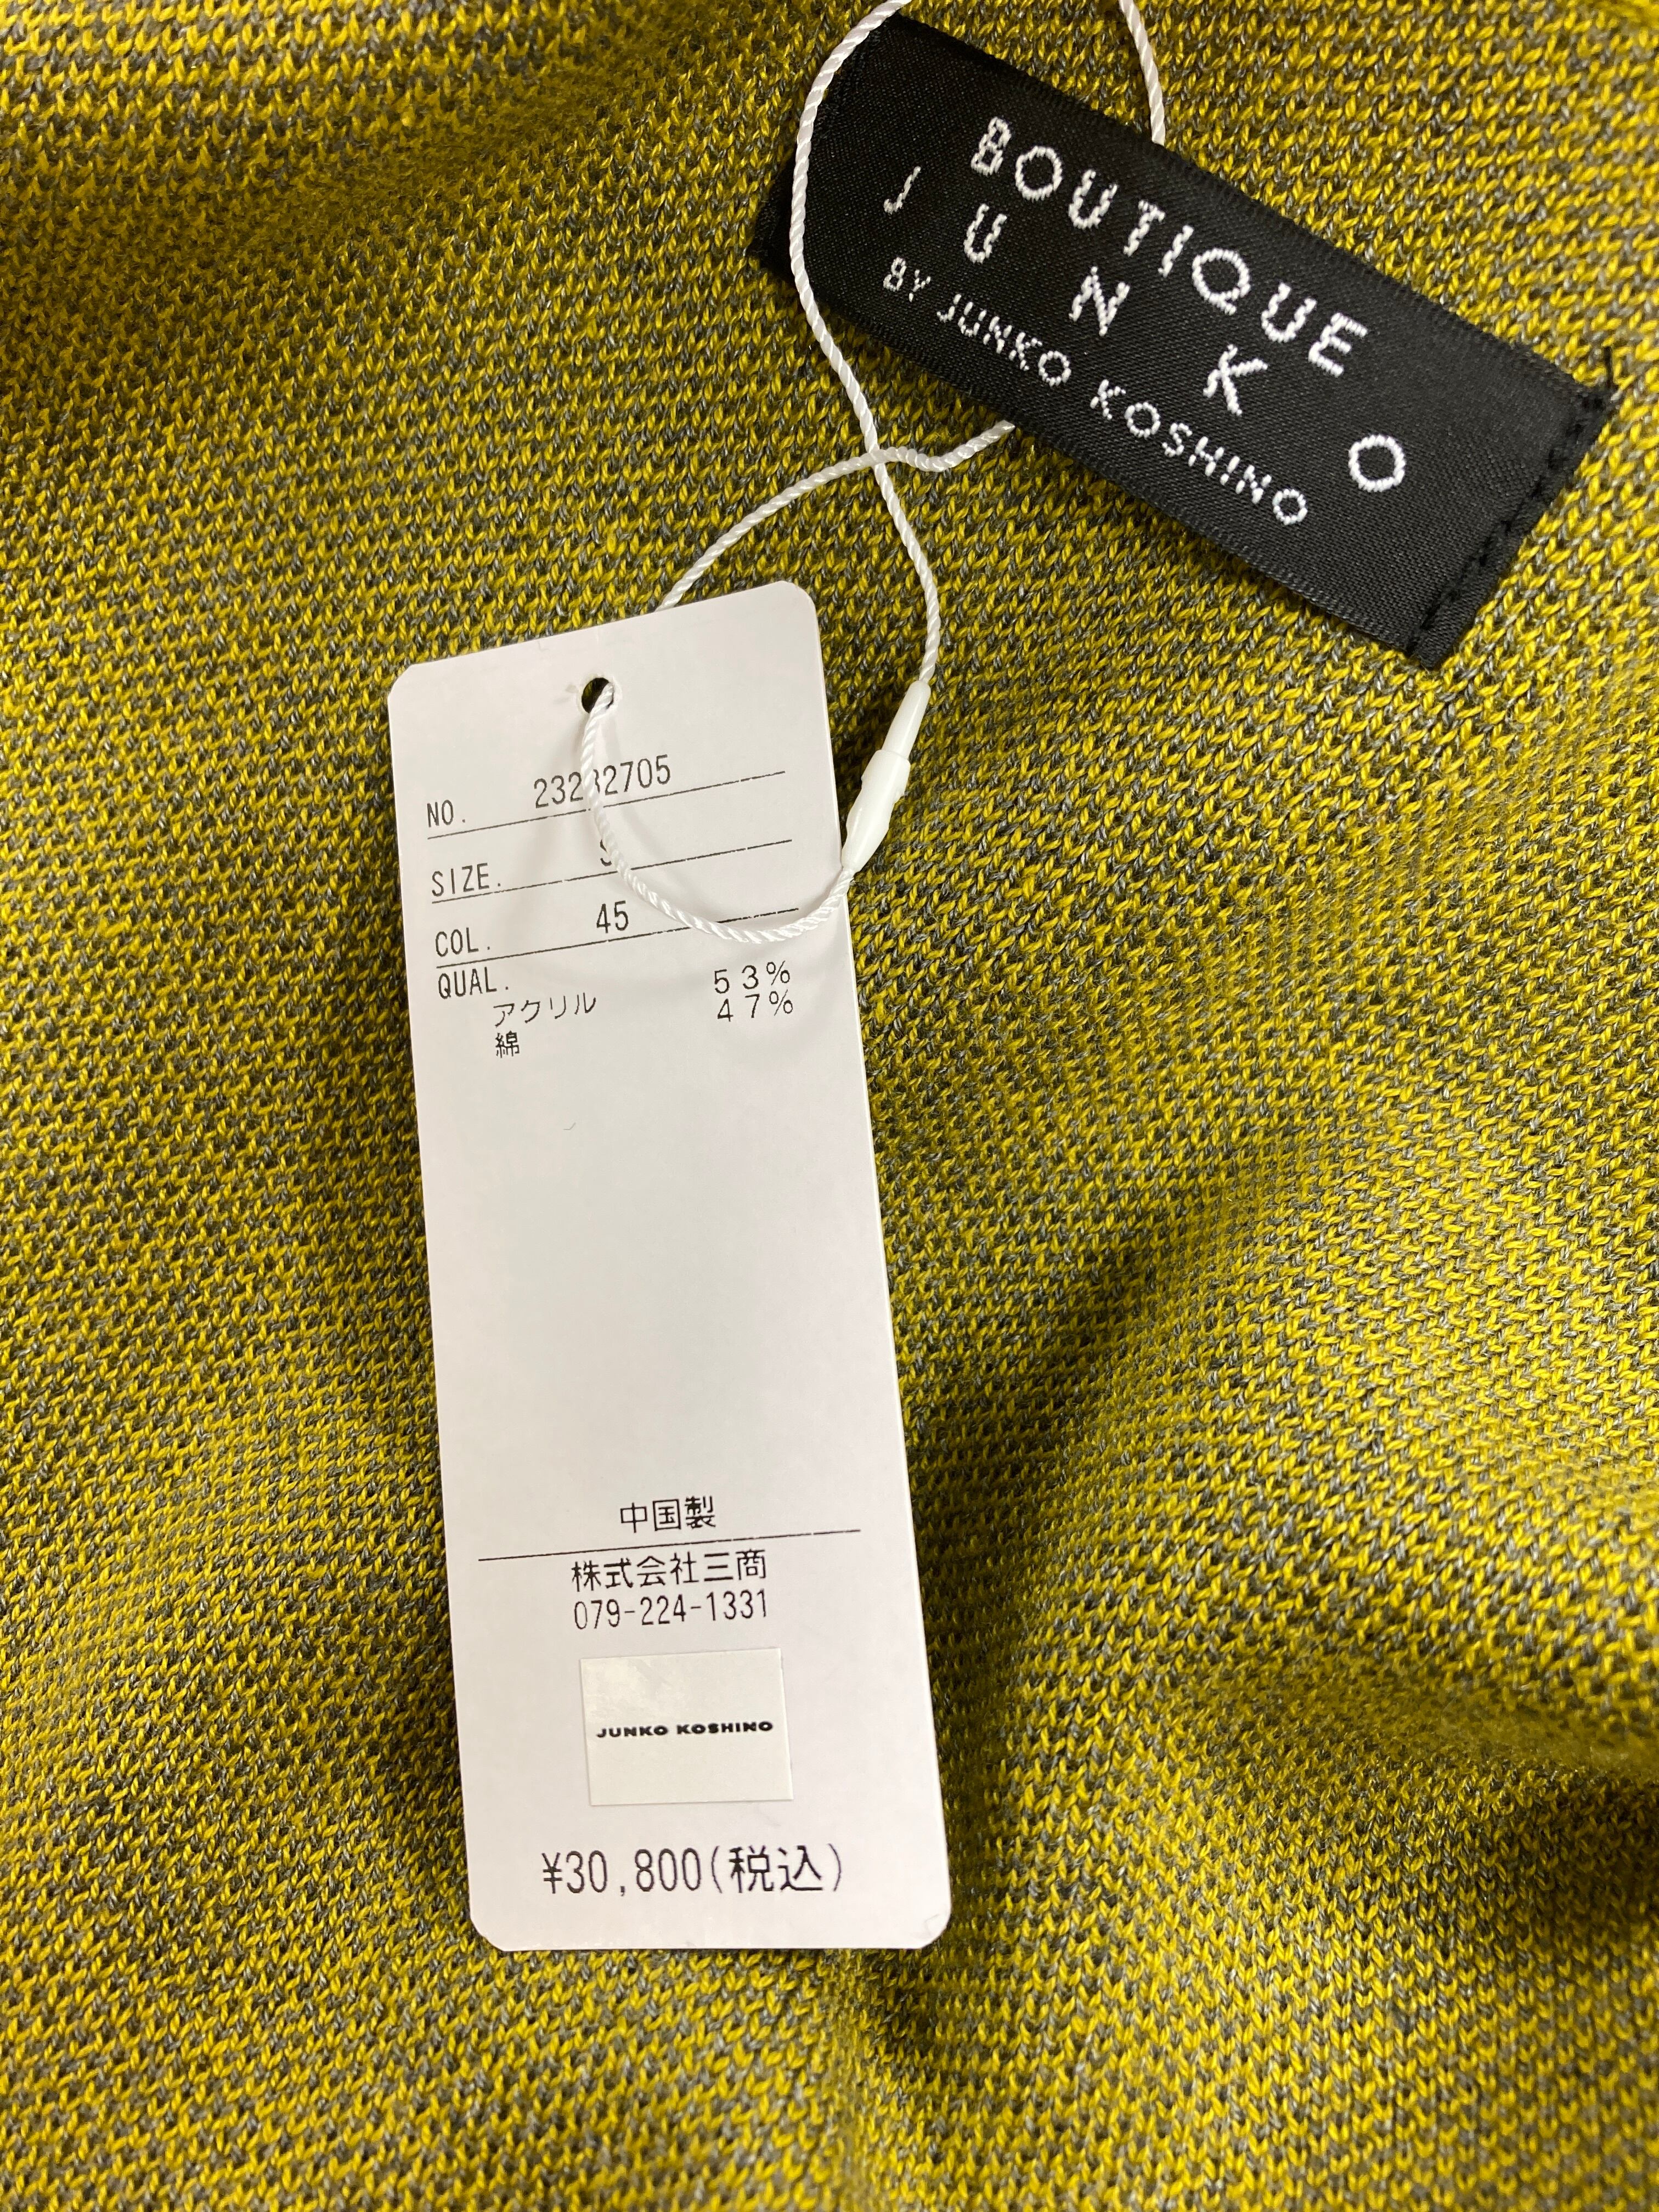 BOUTIQUE
JUNKO
BY JUNKO KOSHINO
NO.
SIZE.
COL. 45
QUAL.
アクリル 53%
綿 47%
中国製
株式会社三商
079-224-1331
JUNKO KOSHINO
¥30,800(税込)